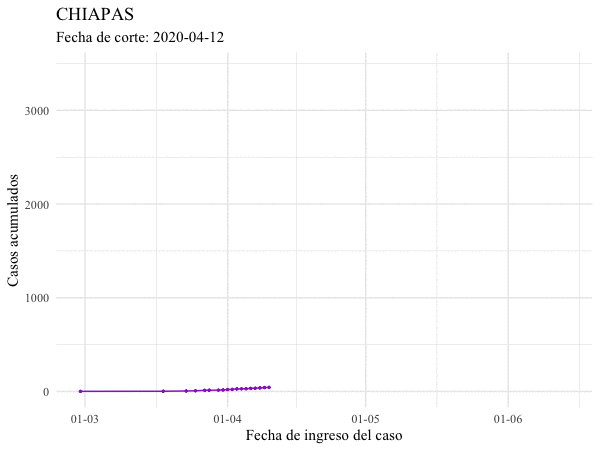 CHIAPAS
Fecha de corte: 2020-04-12
Casos acumulados
3000
2000
1000
0
01-03 01-04 01-05 01-06
Fecha de ingreso del caso